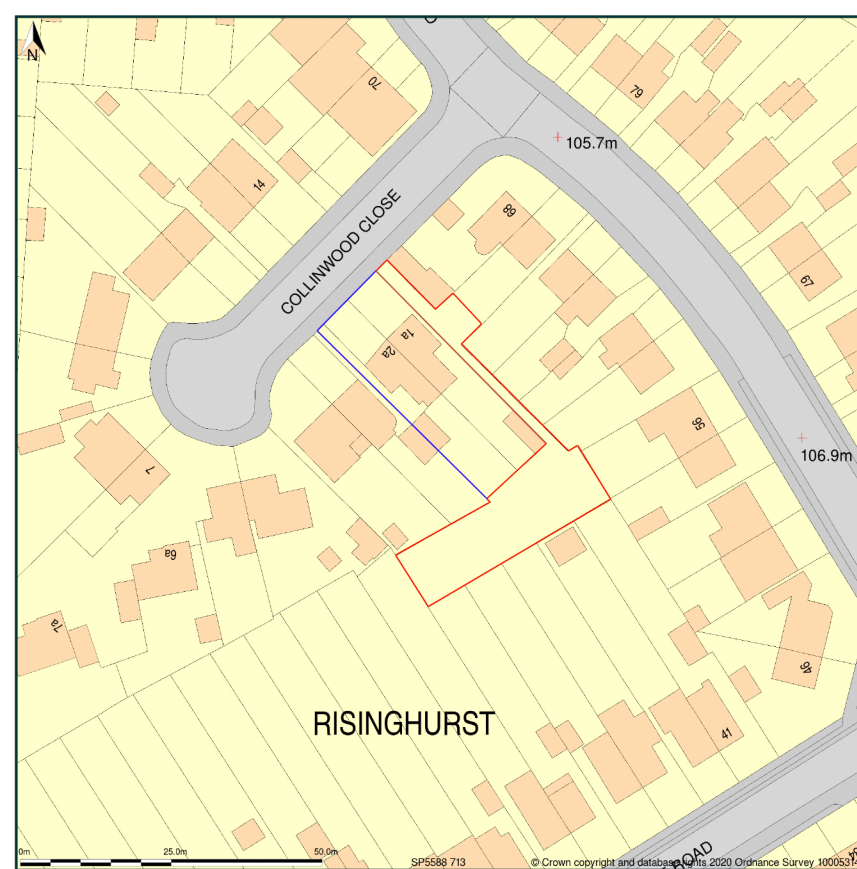 N
70
79
105.7m
14
68
COLLINWOOD CLOSE
67
1a
2a
56
106.9m
7
6a
7a
46
RISINGHURST
41
ROAD
0m
25.0m
50.0m
SP5588 713
© Crown copyright and database rights 2020 Ordnance Survey 10005314